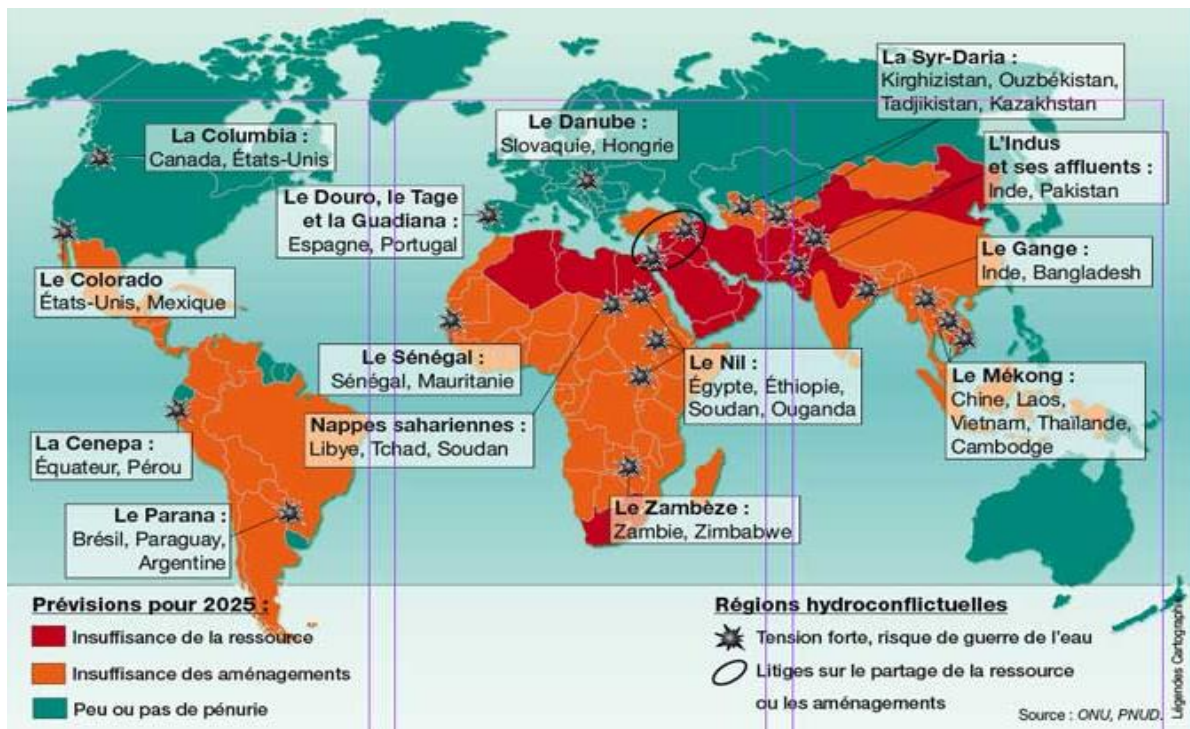 La Syr-Daria :
Kirghizistan, Ouzbékistan,
Tadjikistan, Kazakhstan
La Columbia :
Canada, États-Unis
Le Danube :
Slovaquie, Hongrie
L'Indus
et ses affluents :
Inde, Pakistan
Le Douro, le Tage
et la Guadiana :
Espagne, Portugal
Le Gange :
Inde, Bangladesh
Le Colorado
États-Unis, Mexique
Le Sénégal :
Sénégal, Mauritanie
Le Nil :
Égypte, Éthiopie,
Soudan, Ouganda
Le Mékong :
Chine, Laos,
Vietnam, Thaïlande,
Cambodge
Nappes sahariennes :
Libye, Tchad, Soudan
La Cenepa :
Équateur, Pérou
Le Parana :
Brésil, Paraguay,
Argentine
Le Zambèze :
Zambie, Zimbabwe
Prévisions pour 2025 :
Insuffisance de la ressource
Insuffisance des aménagements
Peu ou pas de pénurie
Régions hydroconflictuelles
Tension forte, risque de guerre de l'eau
Litiges sur le partage de la ressource
ou les aménagements
Source : ONU, PNUD.
Légendes Cartographie